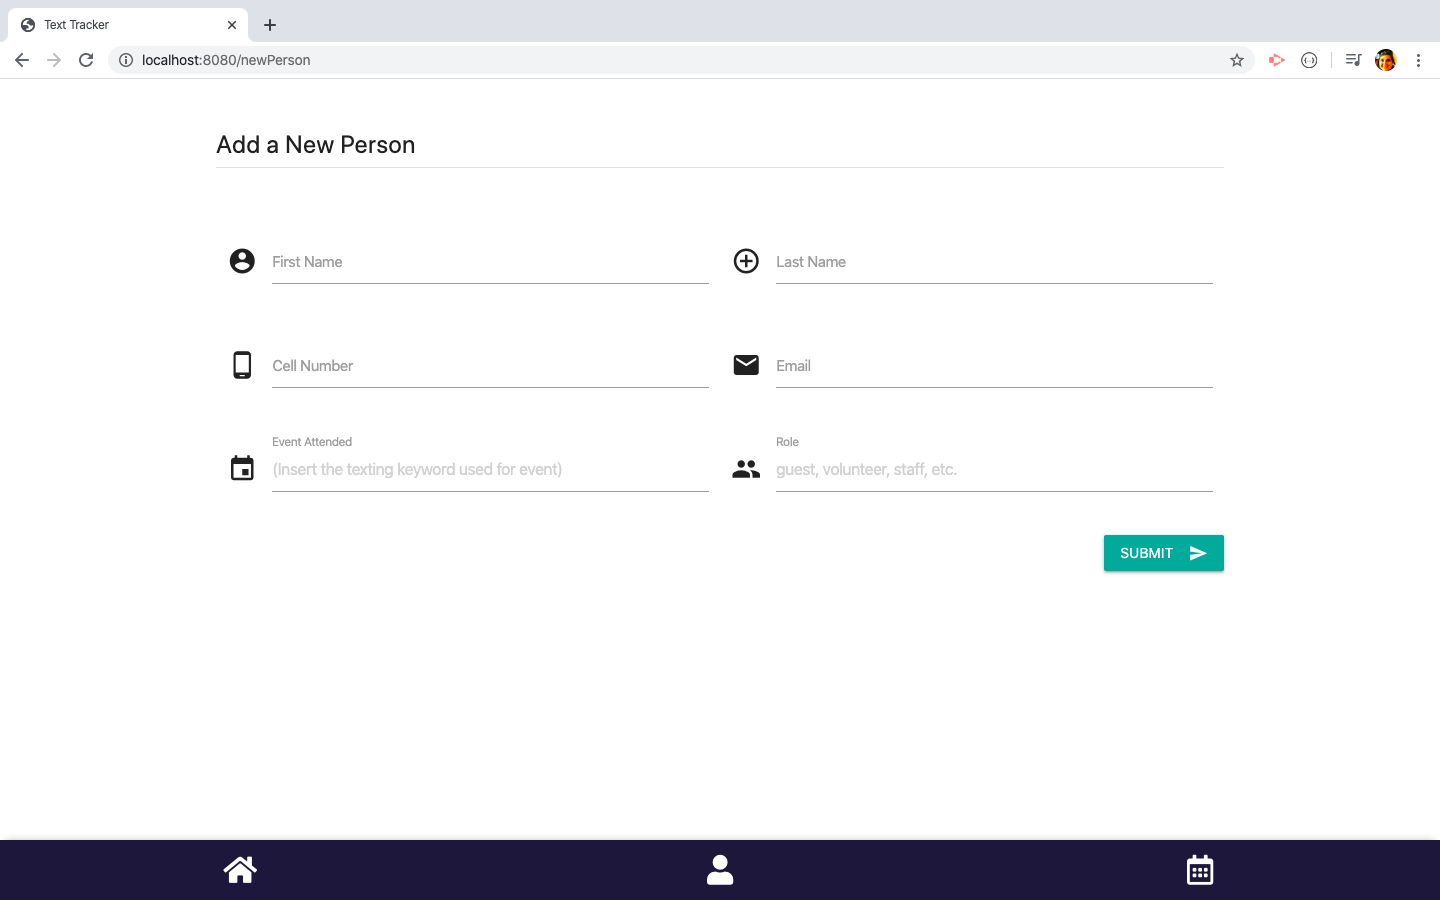 Text Tracker
localhost:8080/newPerson
Add a New Person
First Name
Last Name
Cell Number
Email
Event Attended
(Insert the texting keyword used for event)
Role
guest, volunteer, staff, etc.
SUBMIT